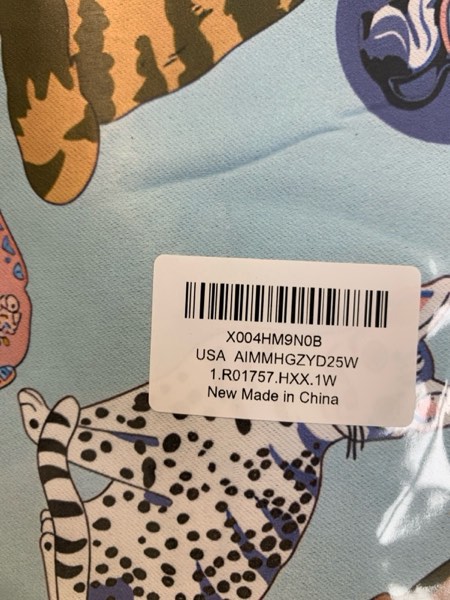 X004HM9N0B
USA AIMMHGZYD25W
1.R01757.HXX.1W
New Made in China